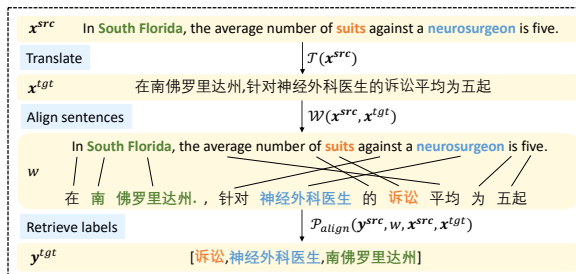 x^src In South Florida, the average number of suits against a neurosurgeon is five.
Translate 𝒯(x^src)
x^tgt 在南佛罗里达州,针对神经外科医生的诉讼平均为五起
Align sentences 𝒲(x^src, x^tgt)
In South Florida, the average number of suits against a neurosurgeon is five.
w
在 南 佛罗里达州. , 针对 神经外科医生 的 诉讼 平均 为 五起
Retrieve labels 𝒫_align(y^src, w, x^src, x^tgt)
y^tgt [诉讼,神经外科医生,南佛罗里达州]